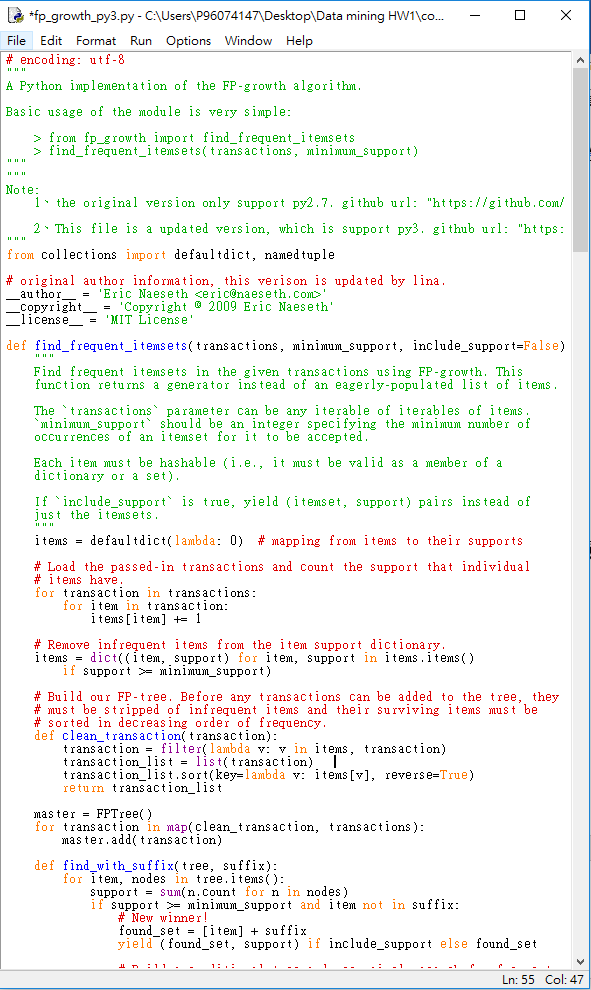 *fp_growth_py3.py - C:\Users\P96074147\Desktop\Data mining HW1\co...
File Edit Format Run Options Window Help
# encoding: utf-8
"""
A Python implementation of the FP-growth algorithm.
Basic usage of the module is very simple:
> from fp_growth import find_frequent_itemsets
> find_frequent_itemsets(transactions, minimum_support)
"""
"""
Note:
1、the original version only support py2.7. github url: "https://github.com/
2、This file is a updated version, which is support py3. github url: "https:
"""
from collections import defaultdict, namedtuple
# original author information, this verison is updated by lina.
__author__ = 'Eric Naeseth <eric@naeseth.com>'
__copyright__ = 'Copyright © 2009 Eric Naeseth'
__license__ = 'MIT License'
def find_frequent_itemsets(transactions, minimum_support, include_support=False)
"""
Find frequent itemsets in the given transactions using FP-growth. This
function returns a generator instead of an eagerly-populated list of items.
The `transactions` parameter can be any iterable of iterables of items.
`minimum_support` should be an integer specifying the minimum number of
occurrences of an itemset for it to be accepted.
Each item must be hashable (i.e., it must be valid as a member of a
dictionary or a set).
If `include_support` is true, yield (itemset, support) pairs instead of
just the itemsets.
"""
items = defaultdict(lambda: 0)  # mapping from items to their supports
# Load the passed-in transactions and count the support that individual
# items have.
for transaction in transactions:
for item in transaction:
items[item] += 1
# Remove infrequent items from the item support dictionary.
items = dict((item, support) for item, support in items.items()
if support >= minimum_support)
# Build our FP-tree. Before any transactions can be added to the tree, they
# must be stripped of infrequent items and their surviving items must be
# sorted in decreasing order of frequency.
def clean_transaction(transaction):
transaction = filter(lambda v: v in items, transaction)
transaction_list = list(transaction)
transaction_list.sort(key=lambda v: items[v], reverse=True)
return transaction_list
master = FPTree()
for transaction in map(clean_transaction, transactions):
master.add(transaction)
def find_with_suffix(tree, suffix):
for item, nodes in tree.items():
support = sum(n.count for n in nodes)
if support >= minimum_support and item not in suffix:
# New winner!
found_set = [item] + suffix
yield (found_set, support) if include_support else found_set
Ln: 55 Col: 47